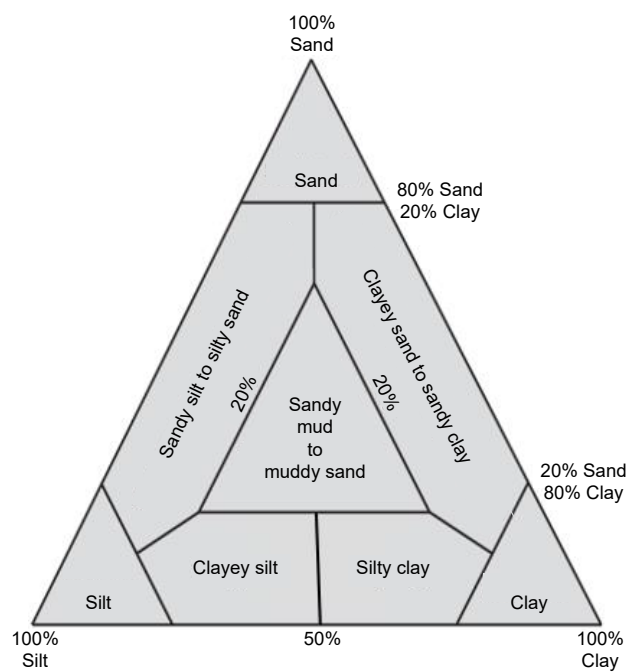 100%
Sand
Sand
80% Sand
20% Clay
Sandy silt to silty sand
20%
Clayey sand to sandy clay
20%
Sandy
mud
to
muddy sand
20% Sand
80% Clay
Clayey silt
Silty clay
Silt
Clay
100%
Silt
50%
100%
Clay